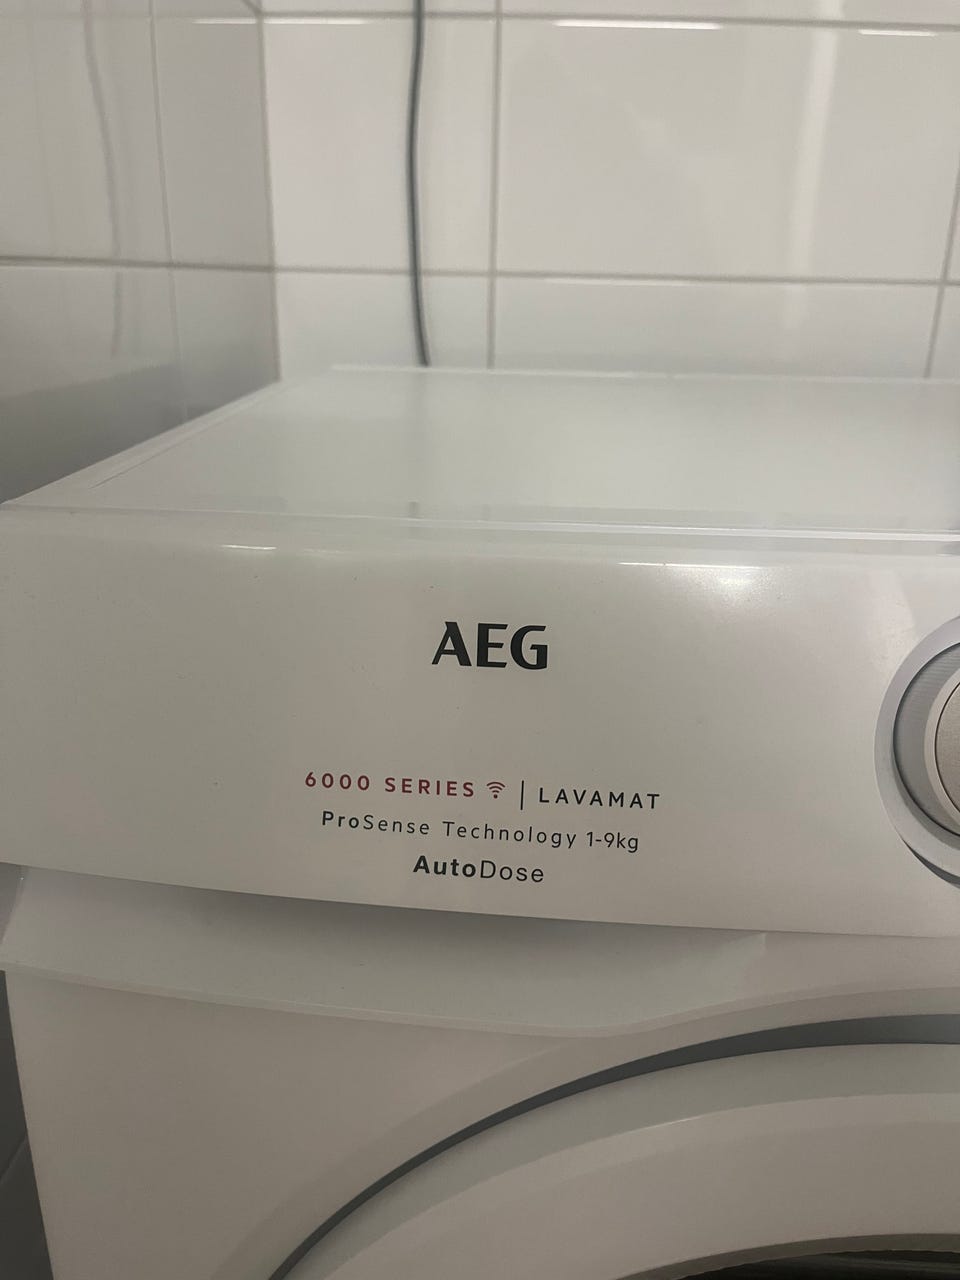 AEG
6000 SERIES | LAVAMAT
ProSense Technology 1-9kg
AutoDose